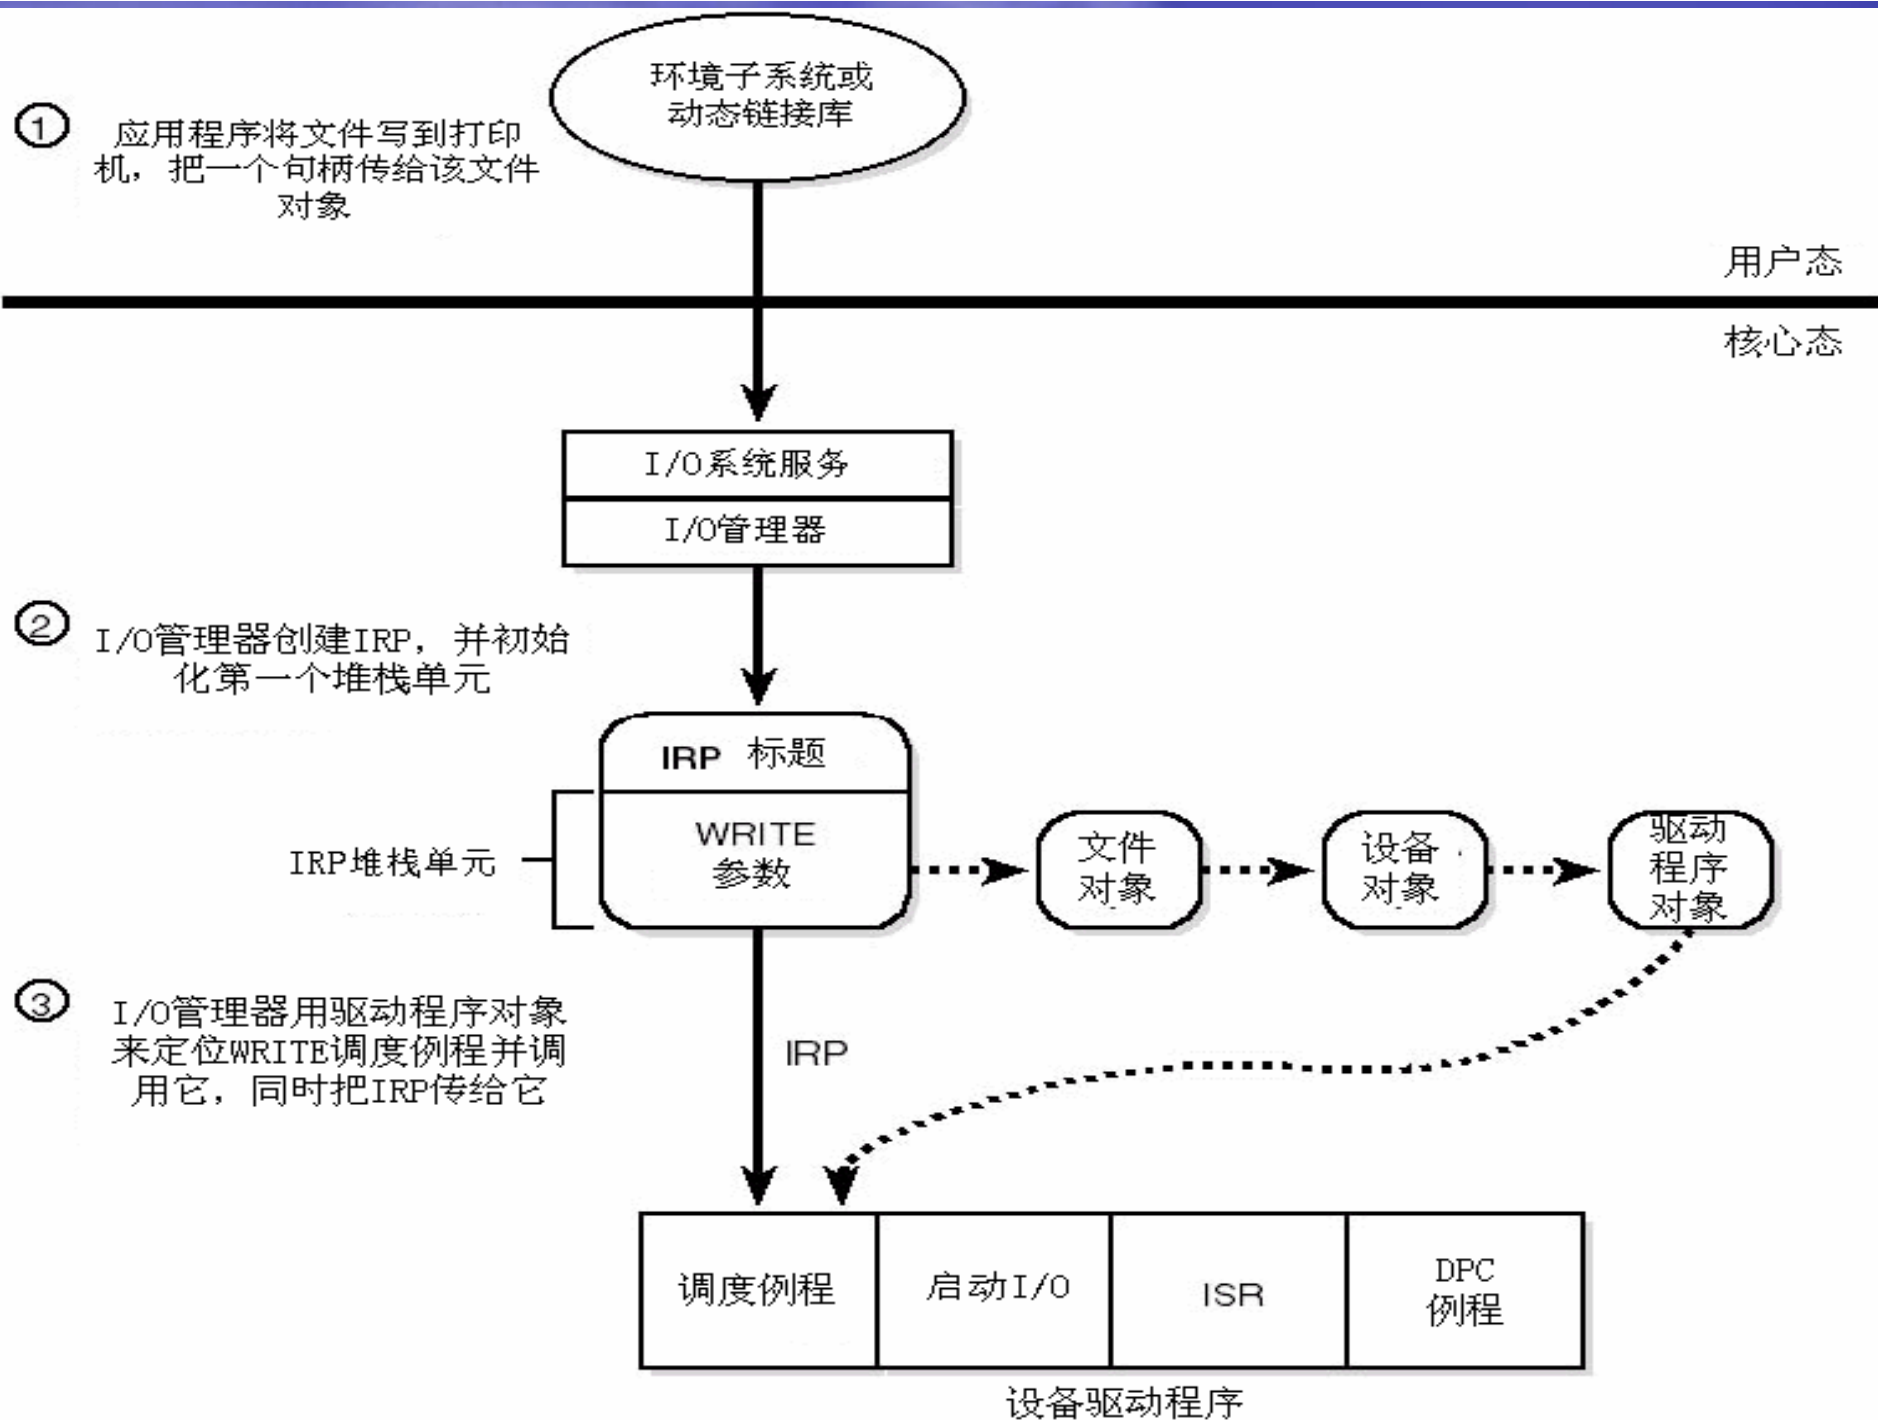 环境子系统或
动态链接库
①
应用程序将文件写到打印
机，把一个句柄传给该文件
对象
用户态
核心态
I/O系统服务
I/O管理器
②
I/O管理器创建IRP，并初始
化第一个堆栈单元
IRP 标题
WRITE
参数
IRP堆栈单元
文件
对象
设备
对象
驱动
程序
对象
③
I/O管理器用驱动程序对象
来定位WRITE调度例程并调
用它，同时把IRP传给它
IRP
调度例程
启动I/O
ISR
DPC
例程
设备驱动程序